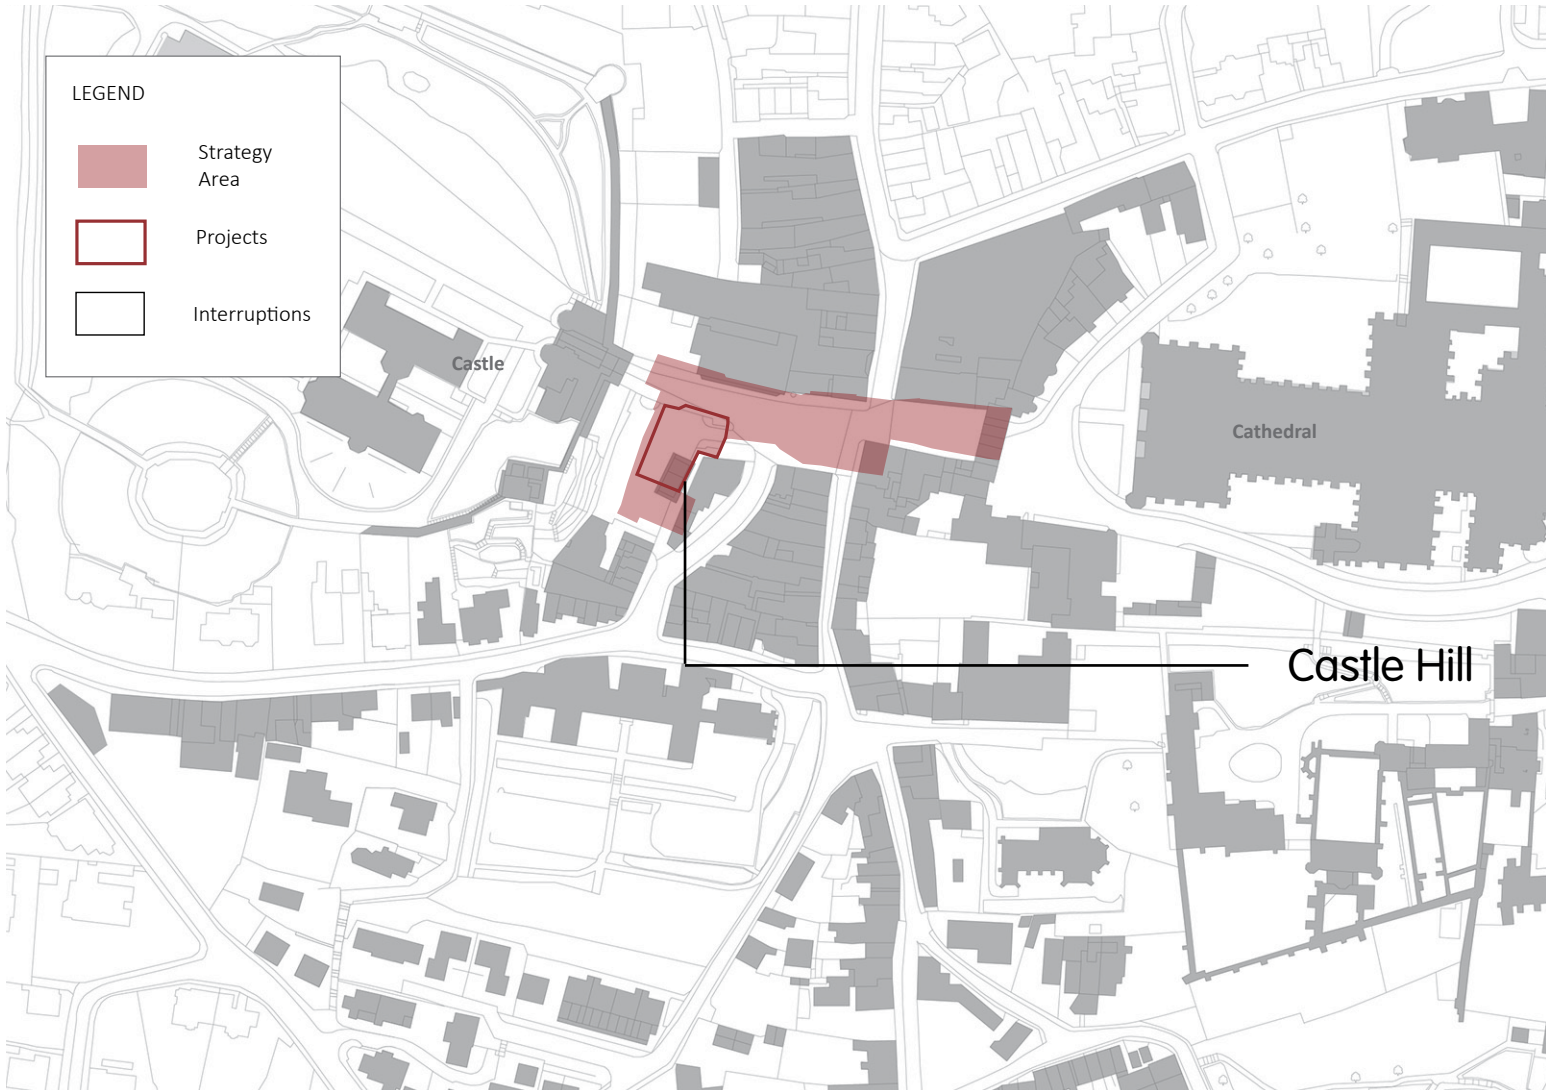 LEGEND
Strategy
Area
Projects
Interruptions
Castle
Cathedral
Castle Hill